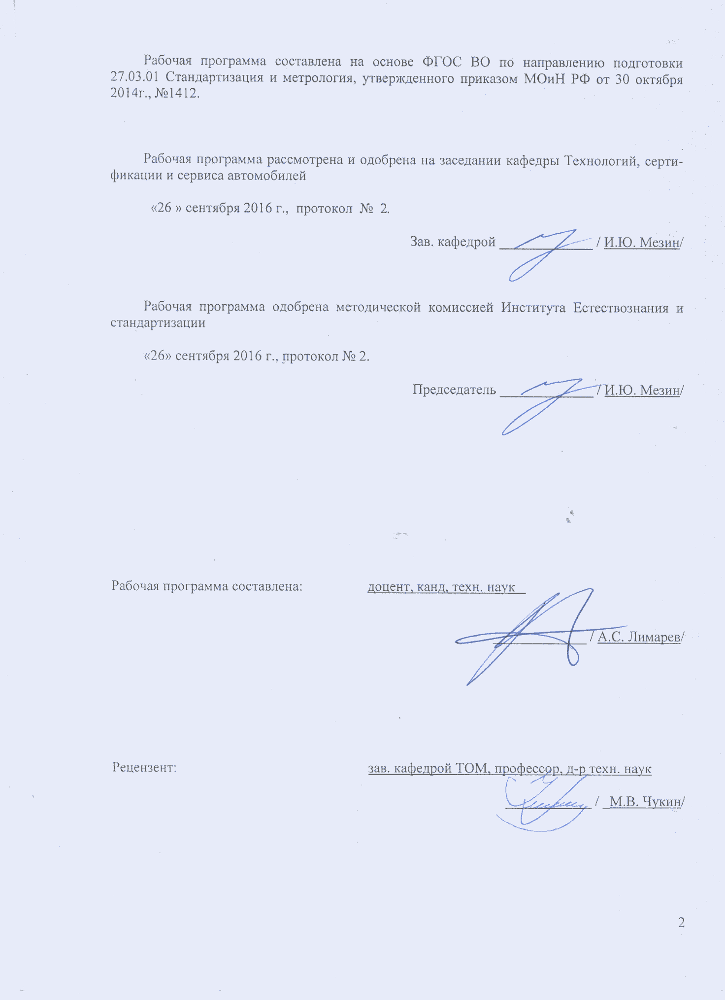 Рабочая программа составлена на основе ФГОС ВО по направлению подготовки
27.03.01 Стандартизация и метрология, утвержденного приказом МОиН РФ от 30 октября
2014г., №1412.
Рабочая программа рассмотрена и одобрена на заседании кафедры Технологий, серти-
фикации и сервиса автомобилей
«26 » сентября 2016 г., протокол № 2.
Зав. кафедрой ______________ / И.Ю. Мезин/
Рабочая программа одобрена методической комиссией Института Естествознания и
стандартизации
«26» сентября 2016 г., протокол № 2.
Председатель ______________ / И.Ю. Мезин/
Рабочая программа составлена: доцент, канд, техн. наук
______________ / А.С. Лимарев/
Рецензент: зав. кафедрой ТОМ, профессор, д-р техн. наук
_____________ / _М.В. Чукин/
2